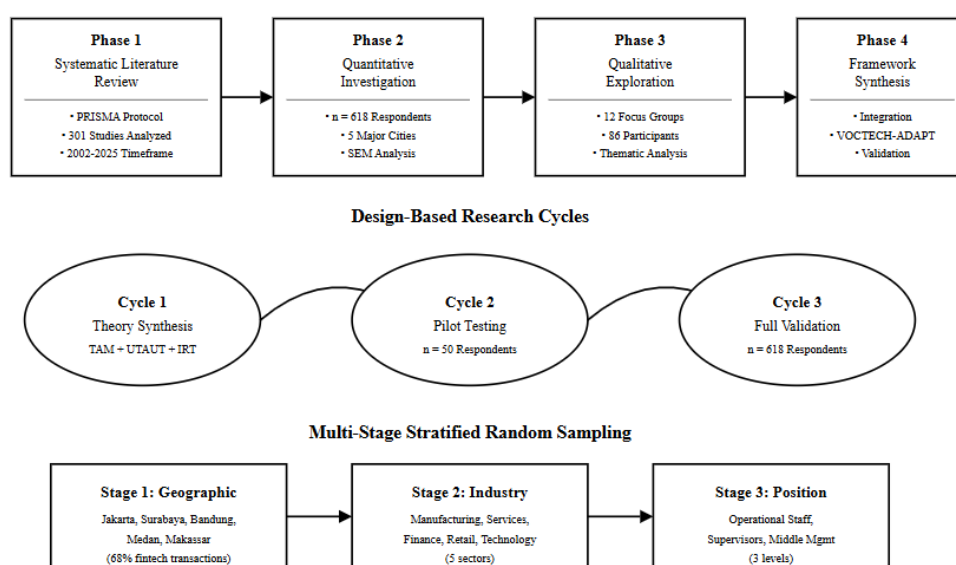 Phase 1
Systematic Literature
Review
• PRISMA Protocol
• 301 Studies Analyzed
• 2002-2025 Timeframe
Phase 2
Quantitative
Investigation
• n = 618 Respondents
• 5 Major Cities
• SEM Analysis
Phase 3
Qualitative
Exploration
• 12 Focus Groups
• 86 Participants
• Thematic Analysis
Phase 4
Framework
Synthesis
• Integration
• VOCTECH-ADAPT
• Validation
Design-Based Research Cycles
Cycle 1
Theory Synthesis
TAM + UTAUT + IRT
Cycle 2
Pilot Testing
n = 50 Respondents
Cycle 3
Full Validation
n = 618 Respondents
Multi-Stage Stratified Random Sampling
Stage 1: Geographic
Jakarta, Surabaya, Bandung,
Medan, Makassar
(68% fintech transactions)
Stage 2: Industry
Manufacturing, Services,
Finance, Retail, Technology
(5 sectors)
Stage 3: Position
Operational Staff,
Supervisors, Middle Mgmt
(3 levels)